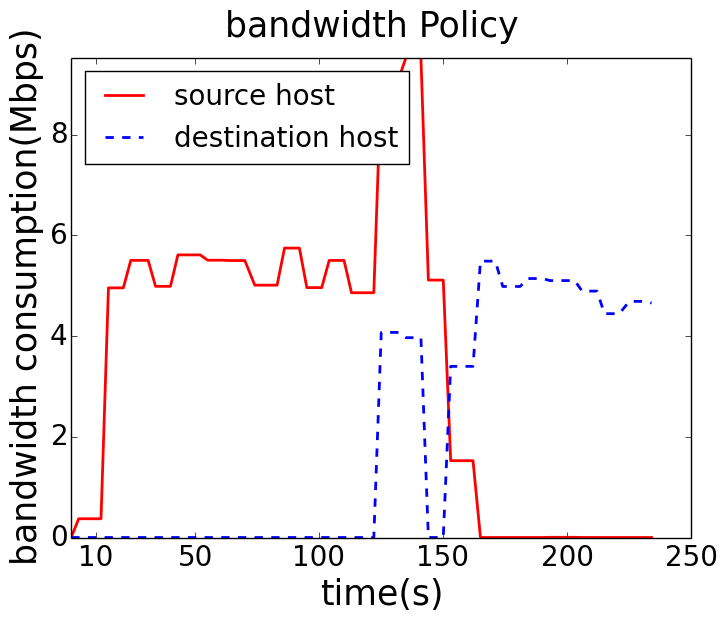 bandwidth Policy
source host
destination host
bandwidth consumption(Mbps)
8
6
4
2
0
10 50 100 150 200 250
time(s)